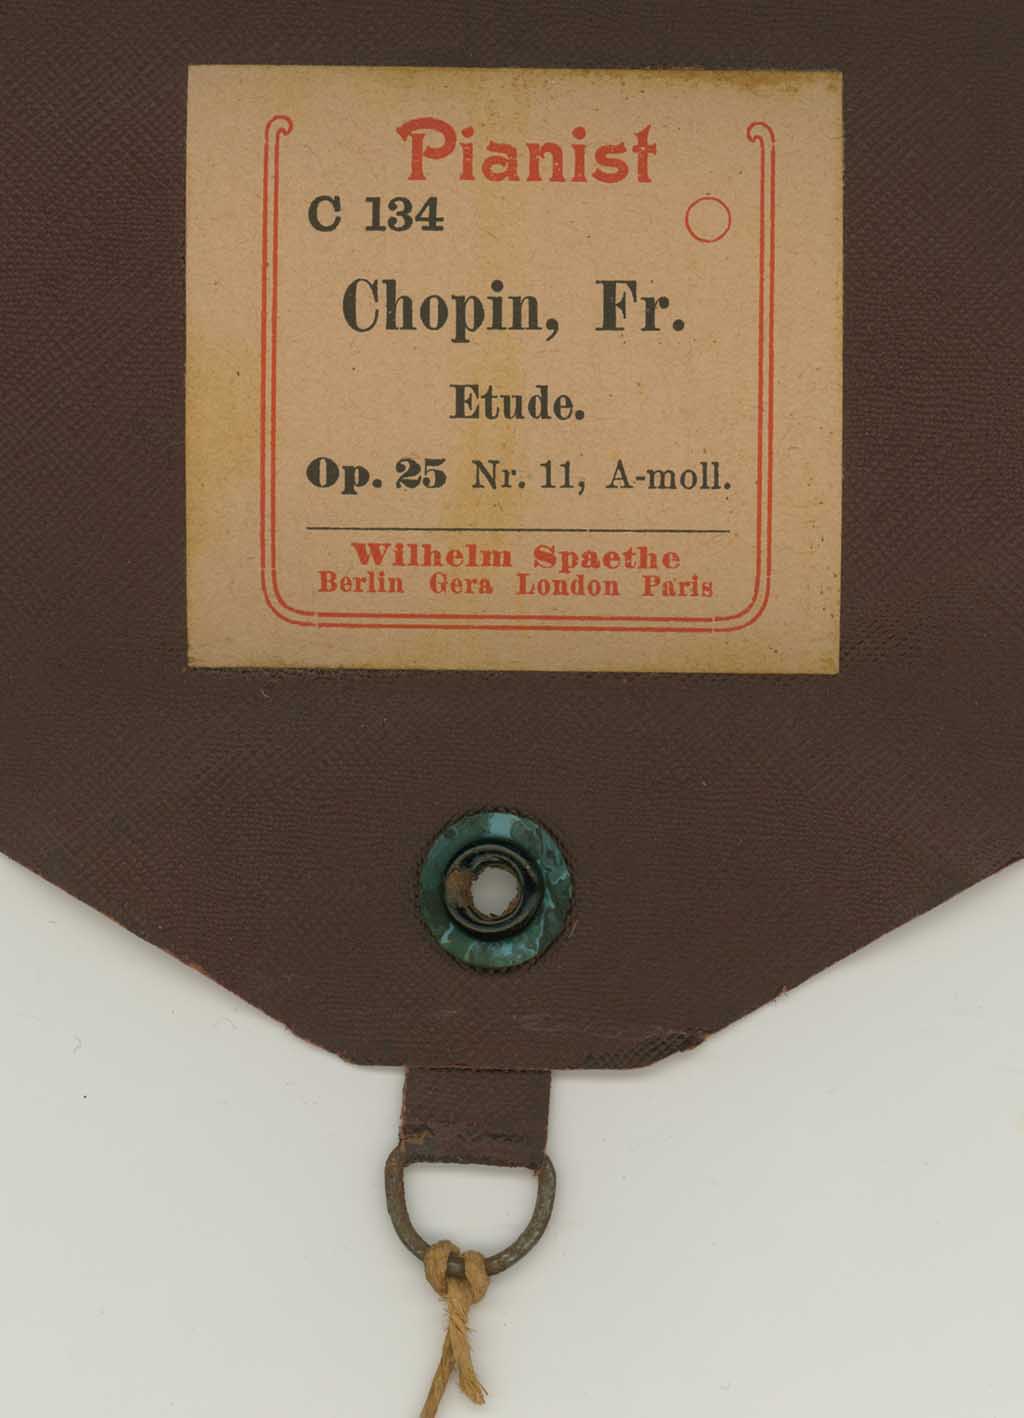 Pianist
C 134
Chopin, Fr.
Etude.
Op. 25 Nr. 11, A-moll.
Wilhelm Spaethe
Berlin Gera London Paris